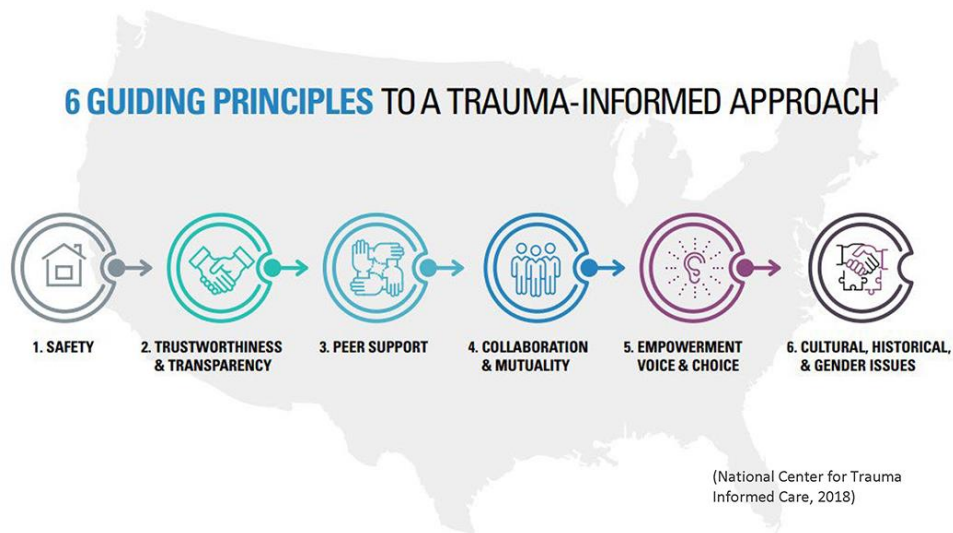 6 GUIDING PRINCIPLES TO A TRAUMA-INFORMED APPROACH
1. SAFETY
2. TRUSTWORTHINESS
& TRANSPARENCY
3. PEER SUPPORT
4. COLLABORATION
& MUTUALITY
5. EMPOWERMENT
VOICE & CHOICE
6. CULTURAL, HISTORICAL,
& GENDER ISSUES
(National Center for Trauma
Informed Care, 2018)